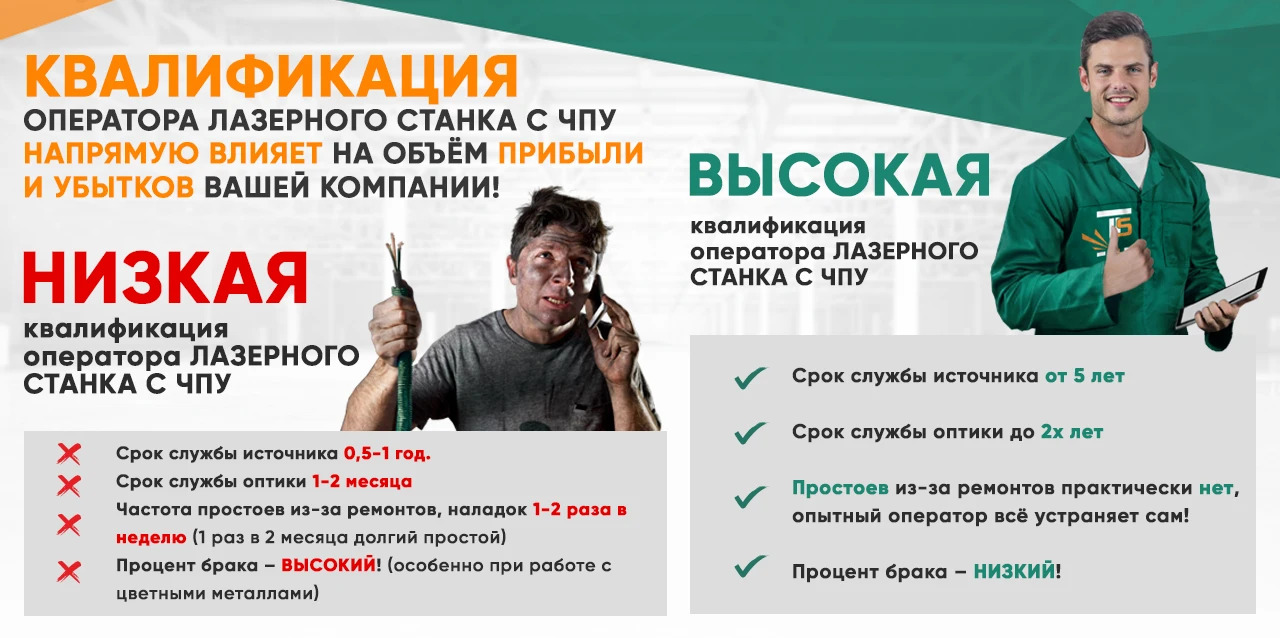 КВАЛИФИКАЦИЯ
ОПЕРАТОРА ЛАЗЕРНОГО СТАНКА С ЧПУ
НАПРЯМУЮ ВЛИЯЕТ НА ОБЪЁМ ПРИБЫЛИ
И УБЫТКОВ ВАШЕЙ КОМПАНИИ!
НИЗКАЯ
квалификация
оператора ЛАЗЕРНОГО
СТАНКА С ЧПУ
Срок службы источника 0,5-1 год.
Срок службы оптики 1-2 месяца
Частота простоев из-за ремонтов, наладок 1-2 раза в
неделю (1 раз в 2 месяца долгий простой)
Процент брака – ВЫСОКИЙ! (особенно при работе с
цветными металлами)
ВЫСОКАЯ
квалификация
оператора ЛАЗЕРНОГО
СТАНКА С ЧПУ
TS
Срок службы источника от 5 лет
Срок службы оптики до 2х лет
Простоев из-за ремонтов практически нет,
опытный оператор всё устраняет сам!
Процент брака – НИЗКИЙ!